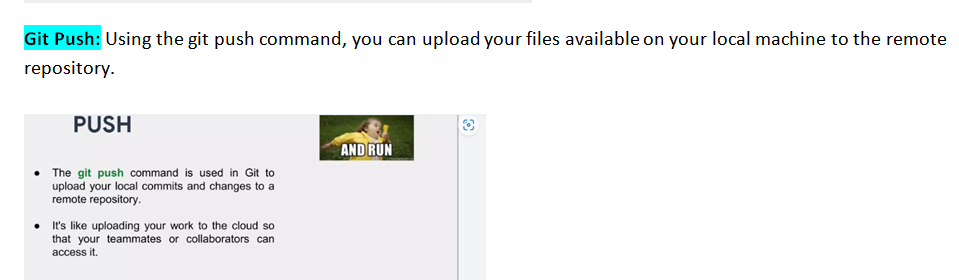 Git Push: Using the git push command, you can upload your files available on your local machine to the remote
repository.
PUSH
AND RUN
• The git push command is used in Git to
upload your local commits and changes to a
remote repository.
• It's like uploading your work to the cloud so
that your teammates or collaborators can
access it.